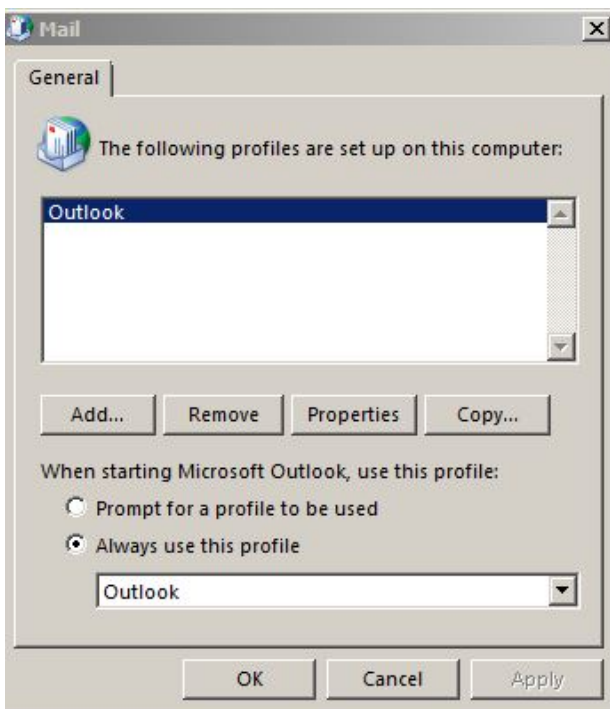 Mail
General
The following profiles are set up on this computer:
Outlook
Add...
Remove
Properties
Copy...
When starting Microsoft Outlook, use this profile:
Prompt for a profile to be used
Always use this profile
Outlook
OK
Cancel
Apply